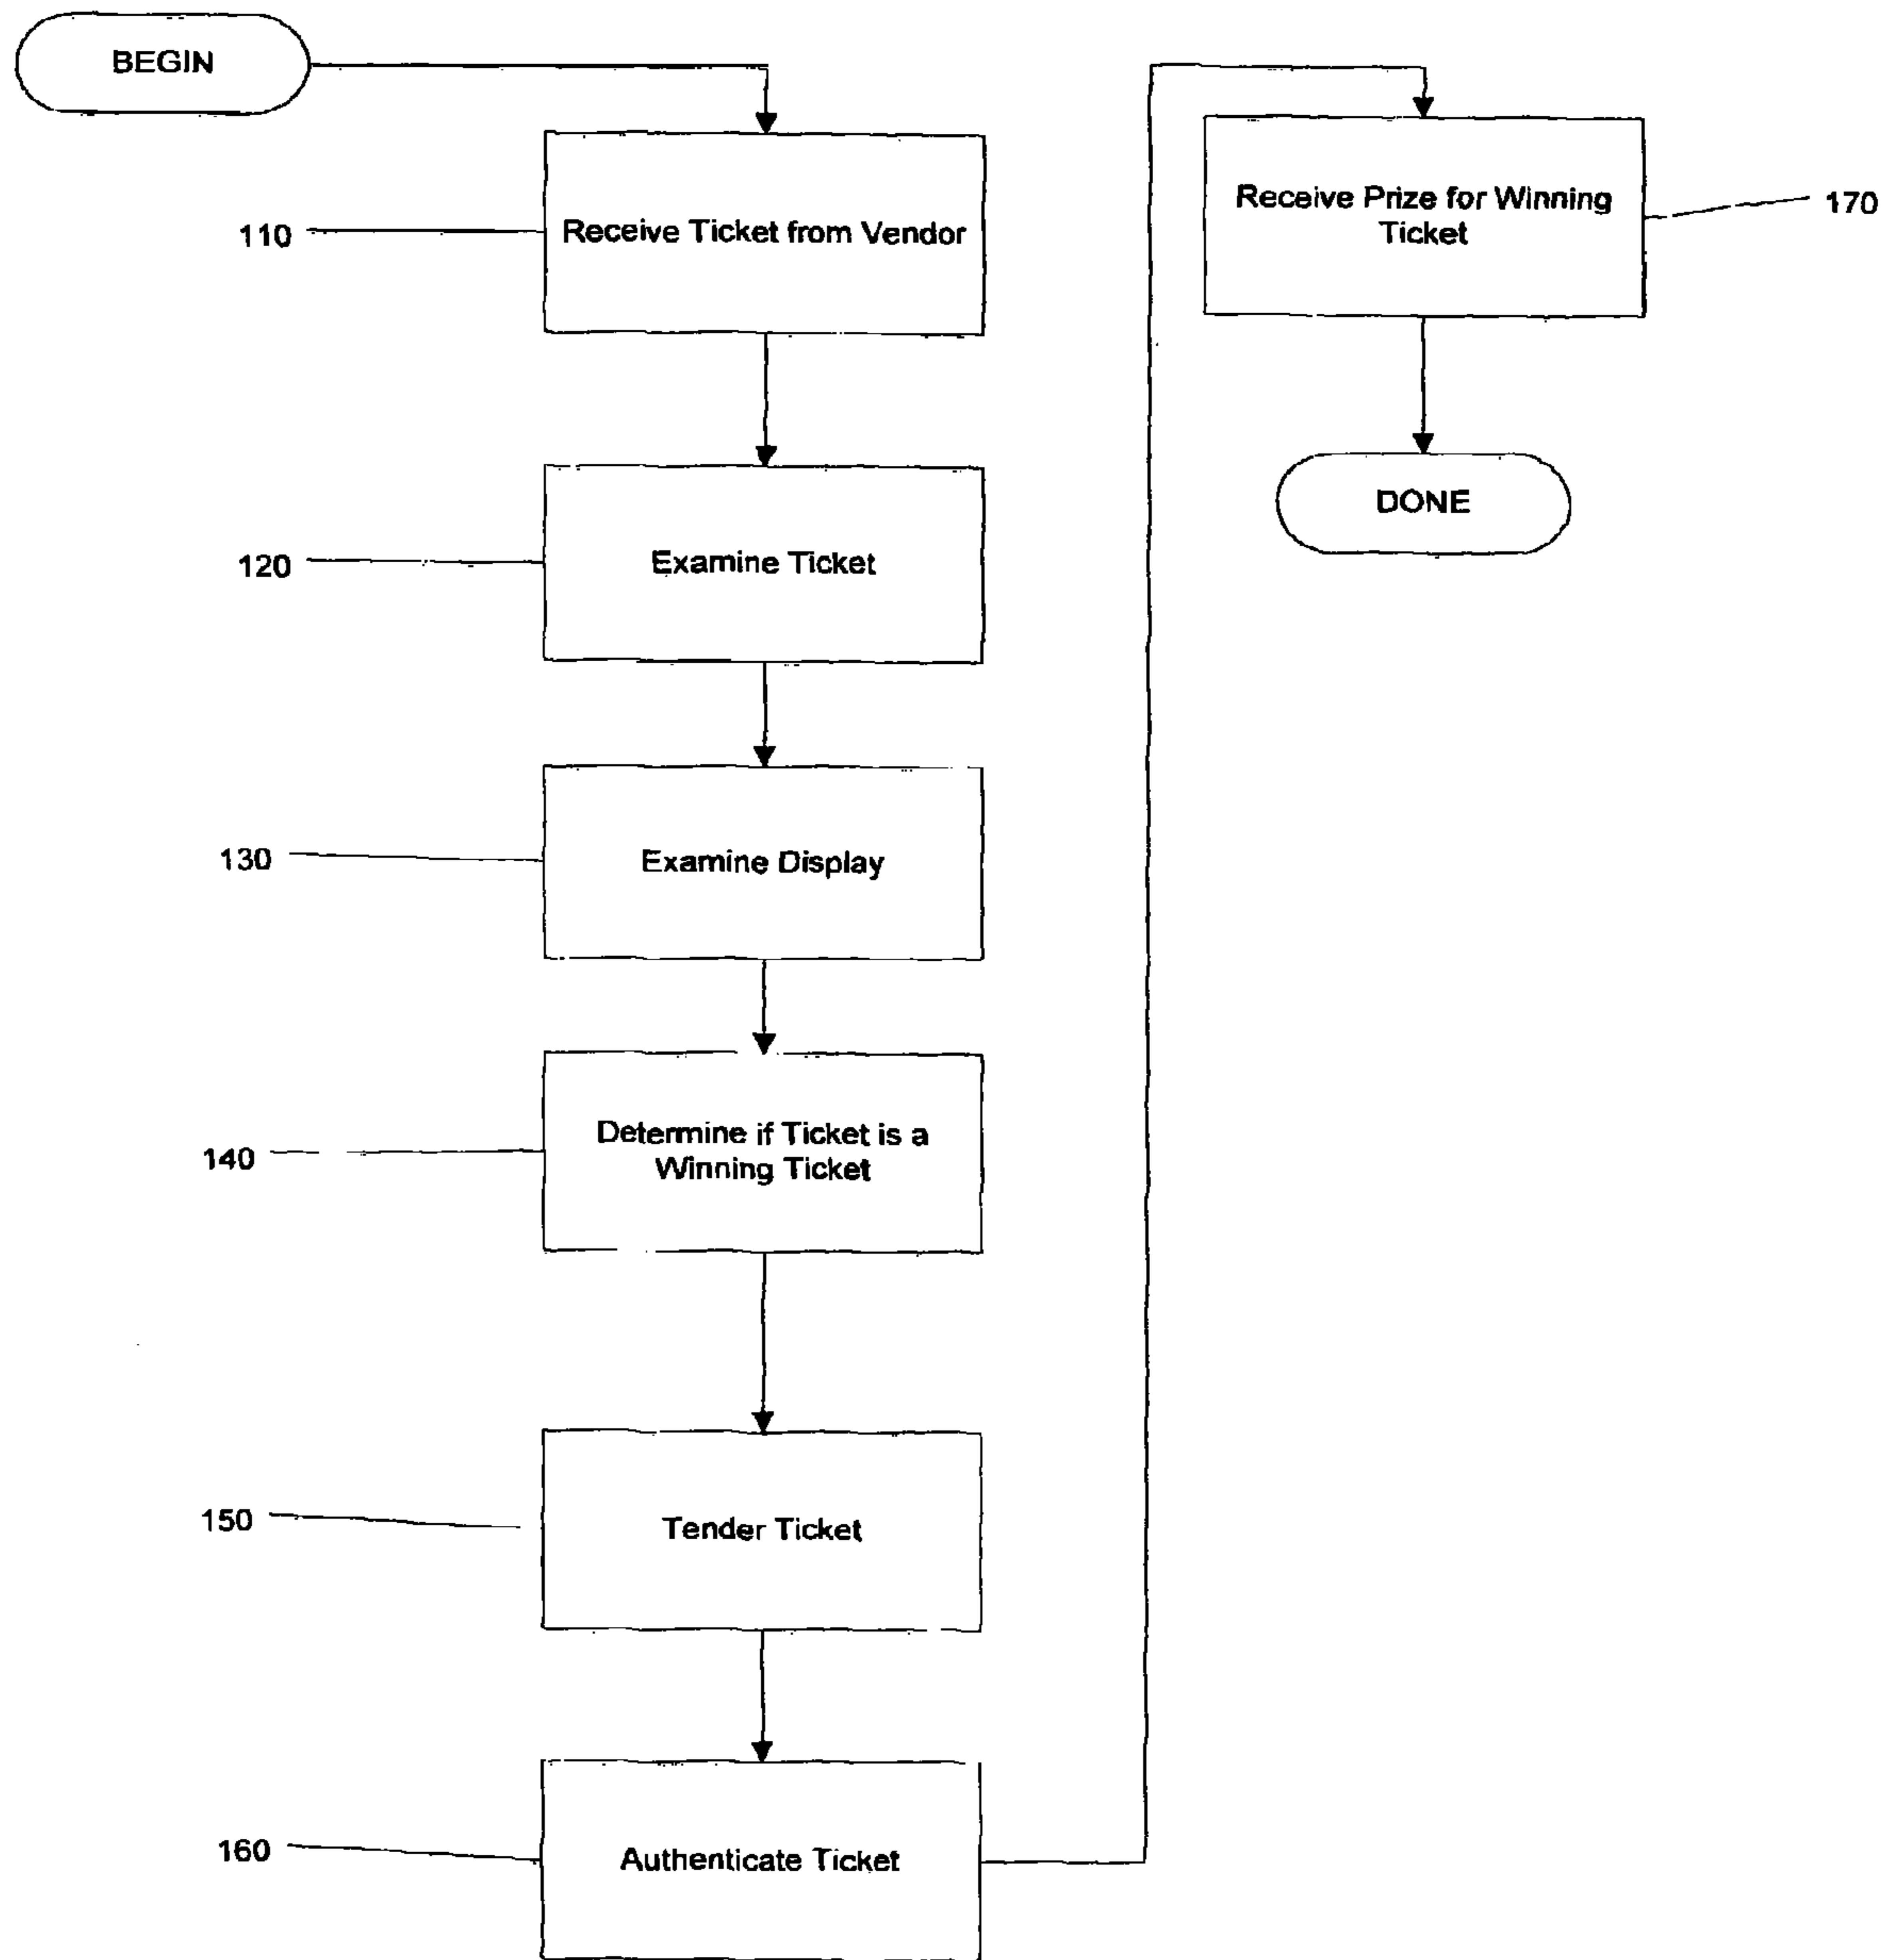 BEGIN
110
Receive Ticket from Vendor
120
Examine Ticket
130
Examine Display
140
Determine if Ticket is a
Winning Ticket
150
Tender Ticket
160
Authenticate Ticket
Receive Prize for Winning
Ticket
170
DONE